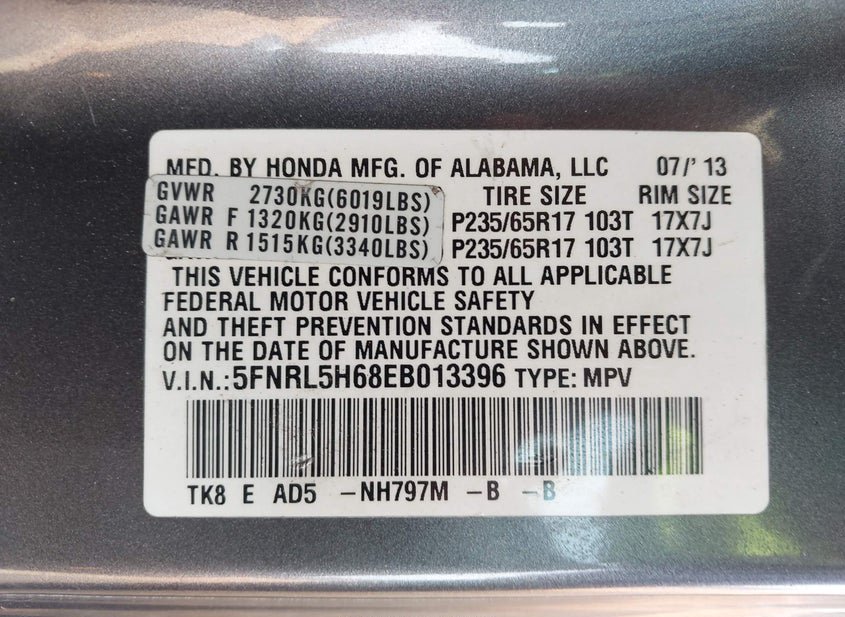 MFD. BY HONDA MFG. OF ALABAMA, LLC 07/'13
GVWR 2730KG(6019LBS) TIRE SIZE RIM SIZE
GAWR F 1320KG(2910LBS) P235/65R17 103T 17X7J
GAWR R 1515KG(3340LBS) P235/65R17 103T 17X7J
THIS VEHICLE CONFORMS TO ALL APPLICABLE
FEDERAL MOTOR VEHICLE SAFETY
AND THEFT PREVENTION STANDARDS IN EFFECT
ON THE DATE OF MANUFACTURE SHOWN ABOVE.
V.I.N.:5FNRL5H68EB013396 TYPE: MPV
TK8 E AD5 -NH797M -B -B